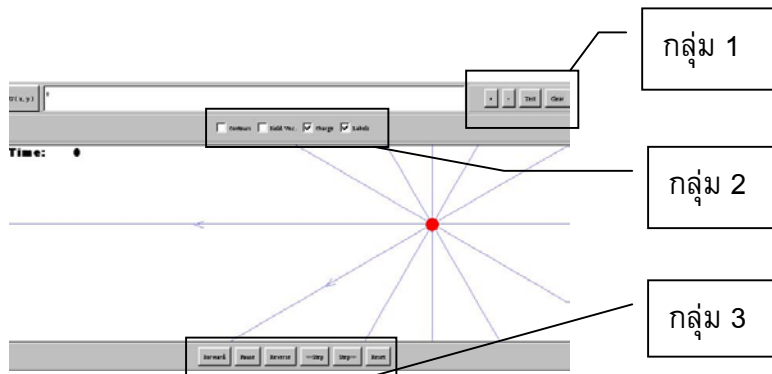 กลุ่ม 1
U(x,y) 0
+ - Test Clear
Contours Field Vec. Charge Labels
Time: 0
กลุ่ม 2
กลุ่ม 3
Forward Pause Reverse <<Step Step>> Reset